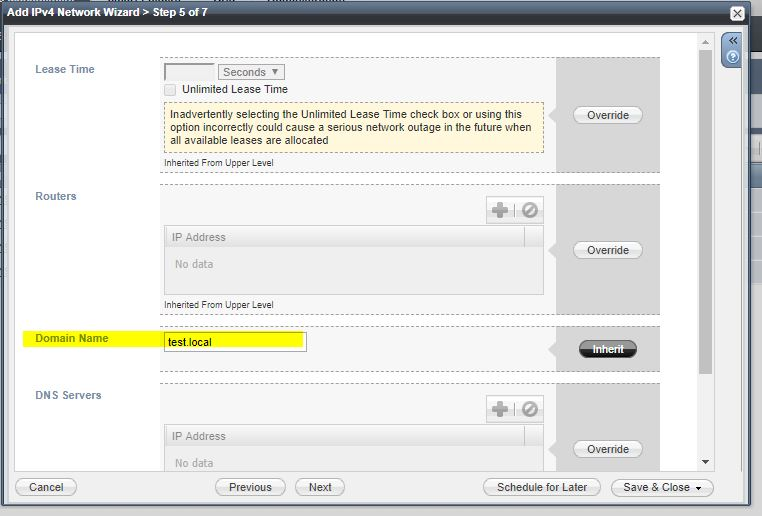 Add IPv4 Network Wizard > Step 5 of 7
Lease Time
Seconds
Unlimited Lease Time
Inadvertently selecting the Unlimited Lease Time check box or using this
option incorrectly could cause a serious network outage in the future when
all available leases are allocated
Inherited From Upper Level
Override
Routers
IP Address
No data
Inherited From Upper Level
Override
Domain Name
test.local
Inherit
DNS Servers
IP Address
No data
Override
Cancel
Previous
Next
Schedule for Later
Save & Close